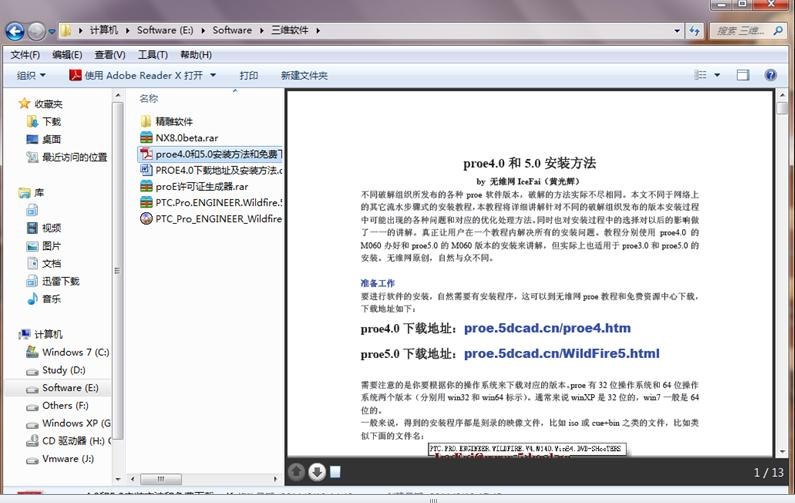 计算机 ▸ Software (E:) ▸ Software ▸ 三维软件 ▸
搜索 三维...
文件(F) 编辑(E) 查看(V) 工具(T) 帮助(H)
组织 使用 Adobe Reader X 打开 打印 新建文件夹
收藏夹
下载
桌面
最近访问的位置
库
视频
图片
文档
迅雷下载
音乐
计算机
Windows 7 (C:)
Study (D:)
Software (E:)
Others (F:)
Windows XP (G:)
CD 驱动器 (H:)
Vmware (J:)
名称
精雕软件
NX8.0beta.rar
proe4.0和5.0安装方法和免费下
PROE4.0下载地址及安装方法.c
proE许可证生成器.rar
PTC.Pro.ENGINEER.Wildfire.5
PTC_Pro_ENGINEER_Wildfire
proe4.0 和 5.0 安装方法
by 无维网 IceFai（黄光辉）
不同破解组织所发布的各种 proe 软件版本，破解的方法实际不尽相同。本文不同于网络上
的其它流水步骤式的安装教程，本教程将详细讲解针对不同的破解组织发布的版本安装过程
中可能出现的各种问题和对应的优化处理方法。同时也对安装过程中的选择对以后的影响做
了一一的讲解。真正让用户在一个教程内解决所有的安装问题。教程分别使用 proe4.0 的
M060 办好和 proe5.0 的 M060 版本的安装来讲解，但实际上也适用于 proe3.0 和 proe5.0 的
安装。无维网原创，自然与众不同。
准备工作
要进行软件的安装，自然需要有安装程序，这可以到无维网 proe 教程和免费资源中心下载，
下载地址如下：
proe4.0 下载地址：proe.5dcad.cn/proe4.htm
proe5.0 下载地址：proe.5dcad.cn/WildFire5.html
需要注意的是你要根据你的操作系统来下载对应的版本。proe 有 32 位操作系统和 64 位操作
系统两个版本（分别用 win32 和 win64 标示）。通常来说 winXP 是 32 位的，win7 一般是 64
位的。
一般来说，得到的安装程序都是刻录的映像文件，比如 iso 或 cue+bin 之类的文件，比如类
似下面的文件名：
PTC.PRO.ENGINEER.WILDFIRE.V4.M140.Win64.DVD-SHooTERS
1 / 13